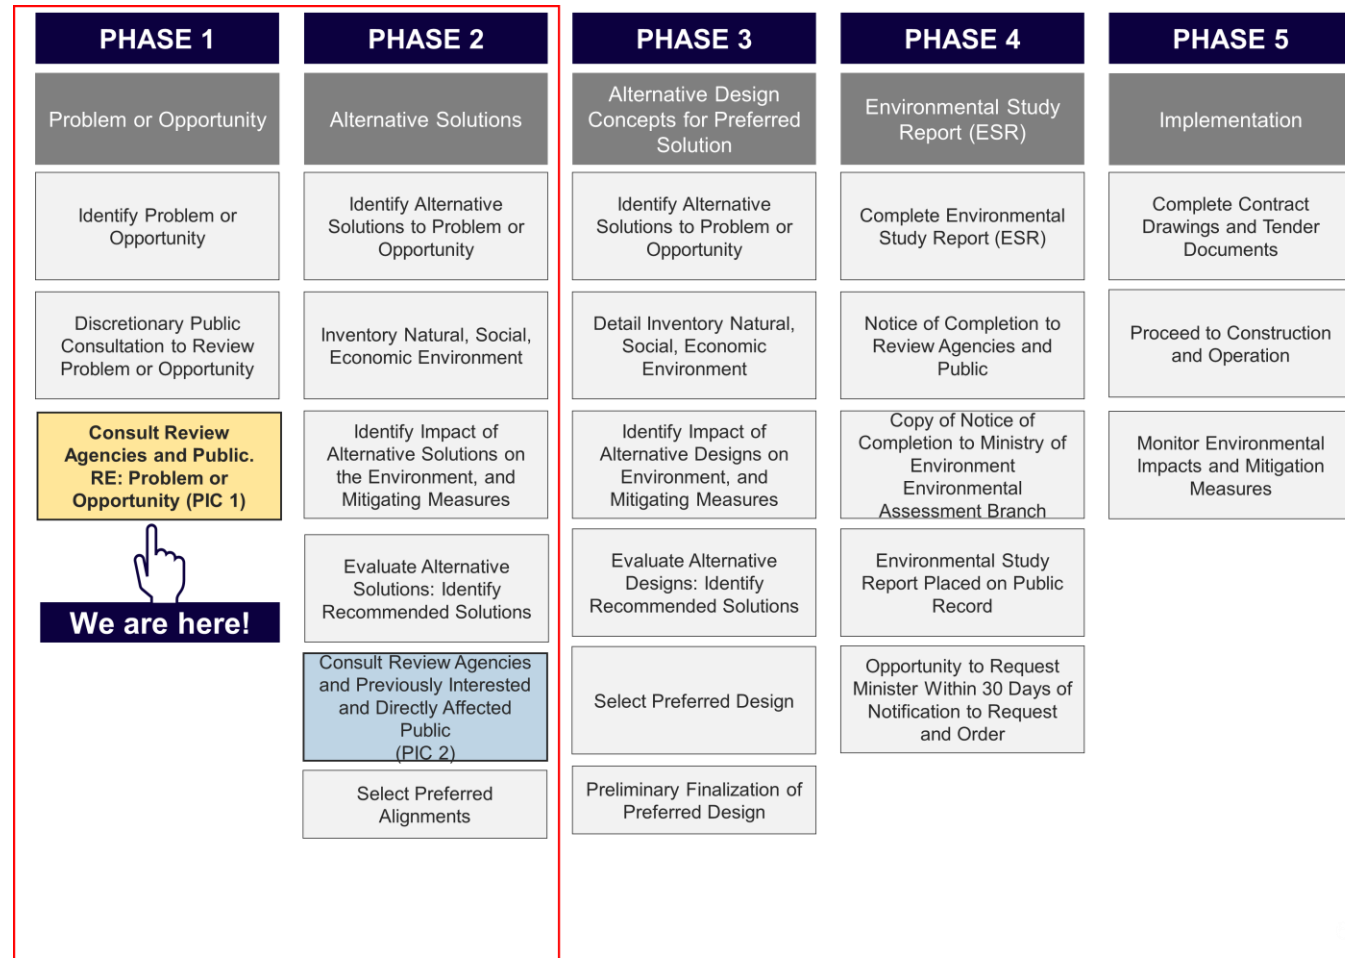 PHASE 1
Problem or Opportunity
Identify Problem or
Opportunity
Discretionary Public
Consultation to Review
Problem or Opportunity
Consult Review
Agencies and Public.
RE: Problem or
Opportunity (PIC 1)
We are here!
PHASE 2
Alternative Solutions
Identify Alternative
Solutions to Problem or
Opportunity
Inventory Natural, Social,
Economic Environment
Identify Impact of
Alternative Solutions on
the Environment, and
Mitigating Measures
Evaluate Alternative
Solutions: Identify
Recommended Solutions
Consult Review Agencies
and Previously Interested
and Directly Affected
Public
(PIC 2)
Select Preferred
Alignments
PHASE 3
Alternative Design
Concepts for Preferred
Solution
Identify Alternative
Solutions to Problem or
Opportunity
Detail Inventory Natural,
Social, Economic
Environment
Identify Impact of
Alternative Designs on
Environment, and
Mitigating Measures
Evaluate Alternative
Designs: Identify
Recommended Solutions
Select Preferred Design
Preliminary Finalization of
Preferred Design
PHASE 4
Environmental Study
Report (ESR)
Complete Environmental
Study Report (ESR)
Notice of Completion to
Review Agencies and
Public
Copy of Notice of
Completion to Ministry of
Environment
Environmental
Assessment Branch
Environmental Study
Report Placed on Public
Record
Opportunity to Request
Minister Within 30 Days of
Notification to Request
and Order
PHASE 5
Implementation
Complete Contract
Drawings and Tender
Documents
Proceed to Construction
and Operation
Monitor Environmental
Impacts and Mitigation
Measures